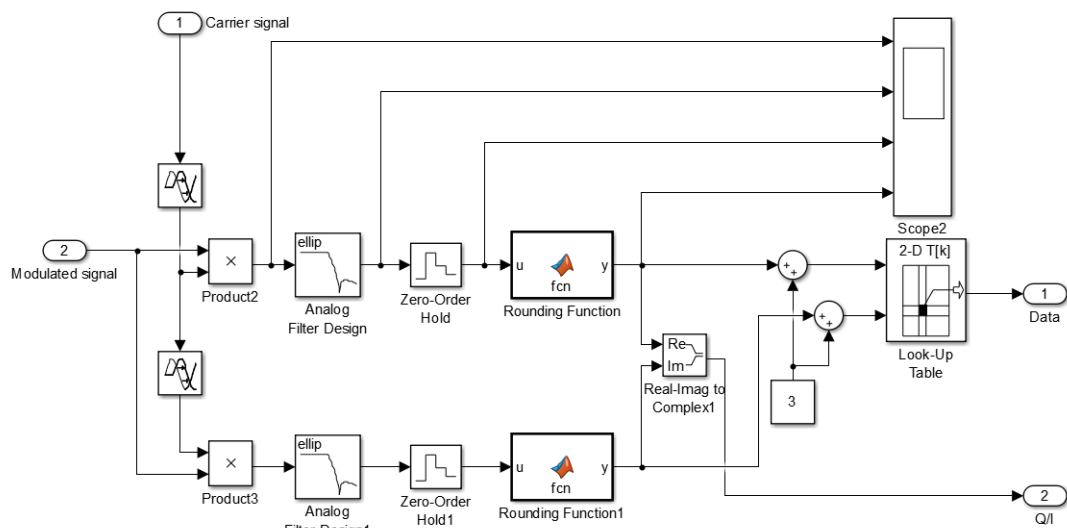 1
Carrier signal
Scope2
2
Modulated signal
×
Product2
ellip
Analog
Filter Design
Zero-Order
Hold
u
fcn
y
Rounding Function
+
+
2-D T[k]
Look-Up
Table
1
Data
+
+
Re
Im
Real-Imag to
Complex1
3
×
Product3
ellip
Analog
Filter Design1
Zero-Order
Hold1
u
fcn
y
Rounding Function1
2
Q/I